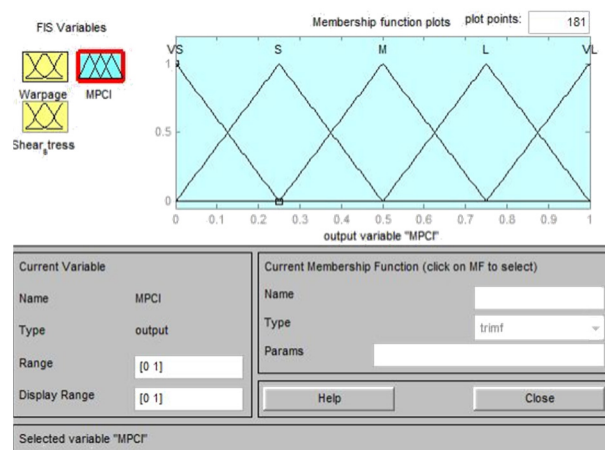 FIS Variables
Membership function plots
plot points:
181
Warpage
MPCI
Shear_stress
VS
S
M
L
VL
1
0.5
0
0
0.1
0.2
0.3
0.4
0.5
0.6
0.7
0.8
0.9
1
output variable "MPCI"
Current Variable
Name
MPCI
Type
output
Range
[0 1]
Display Range
[0 1]
Current Membership Function (click on MF to select)
Name
Type
trimf
Params
Help
Close
Selected variable "MPCI"